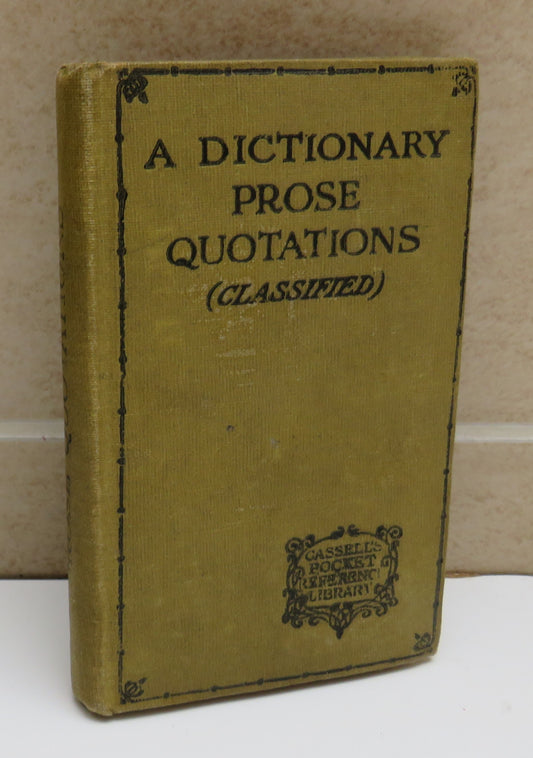 A DICTIONARY
PROSE
QUOTATIONS
(CLASSIFIED)
CASSELL'S
POCKET
REFERENCE
LIBRARY